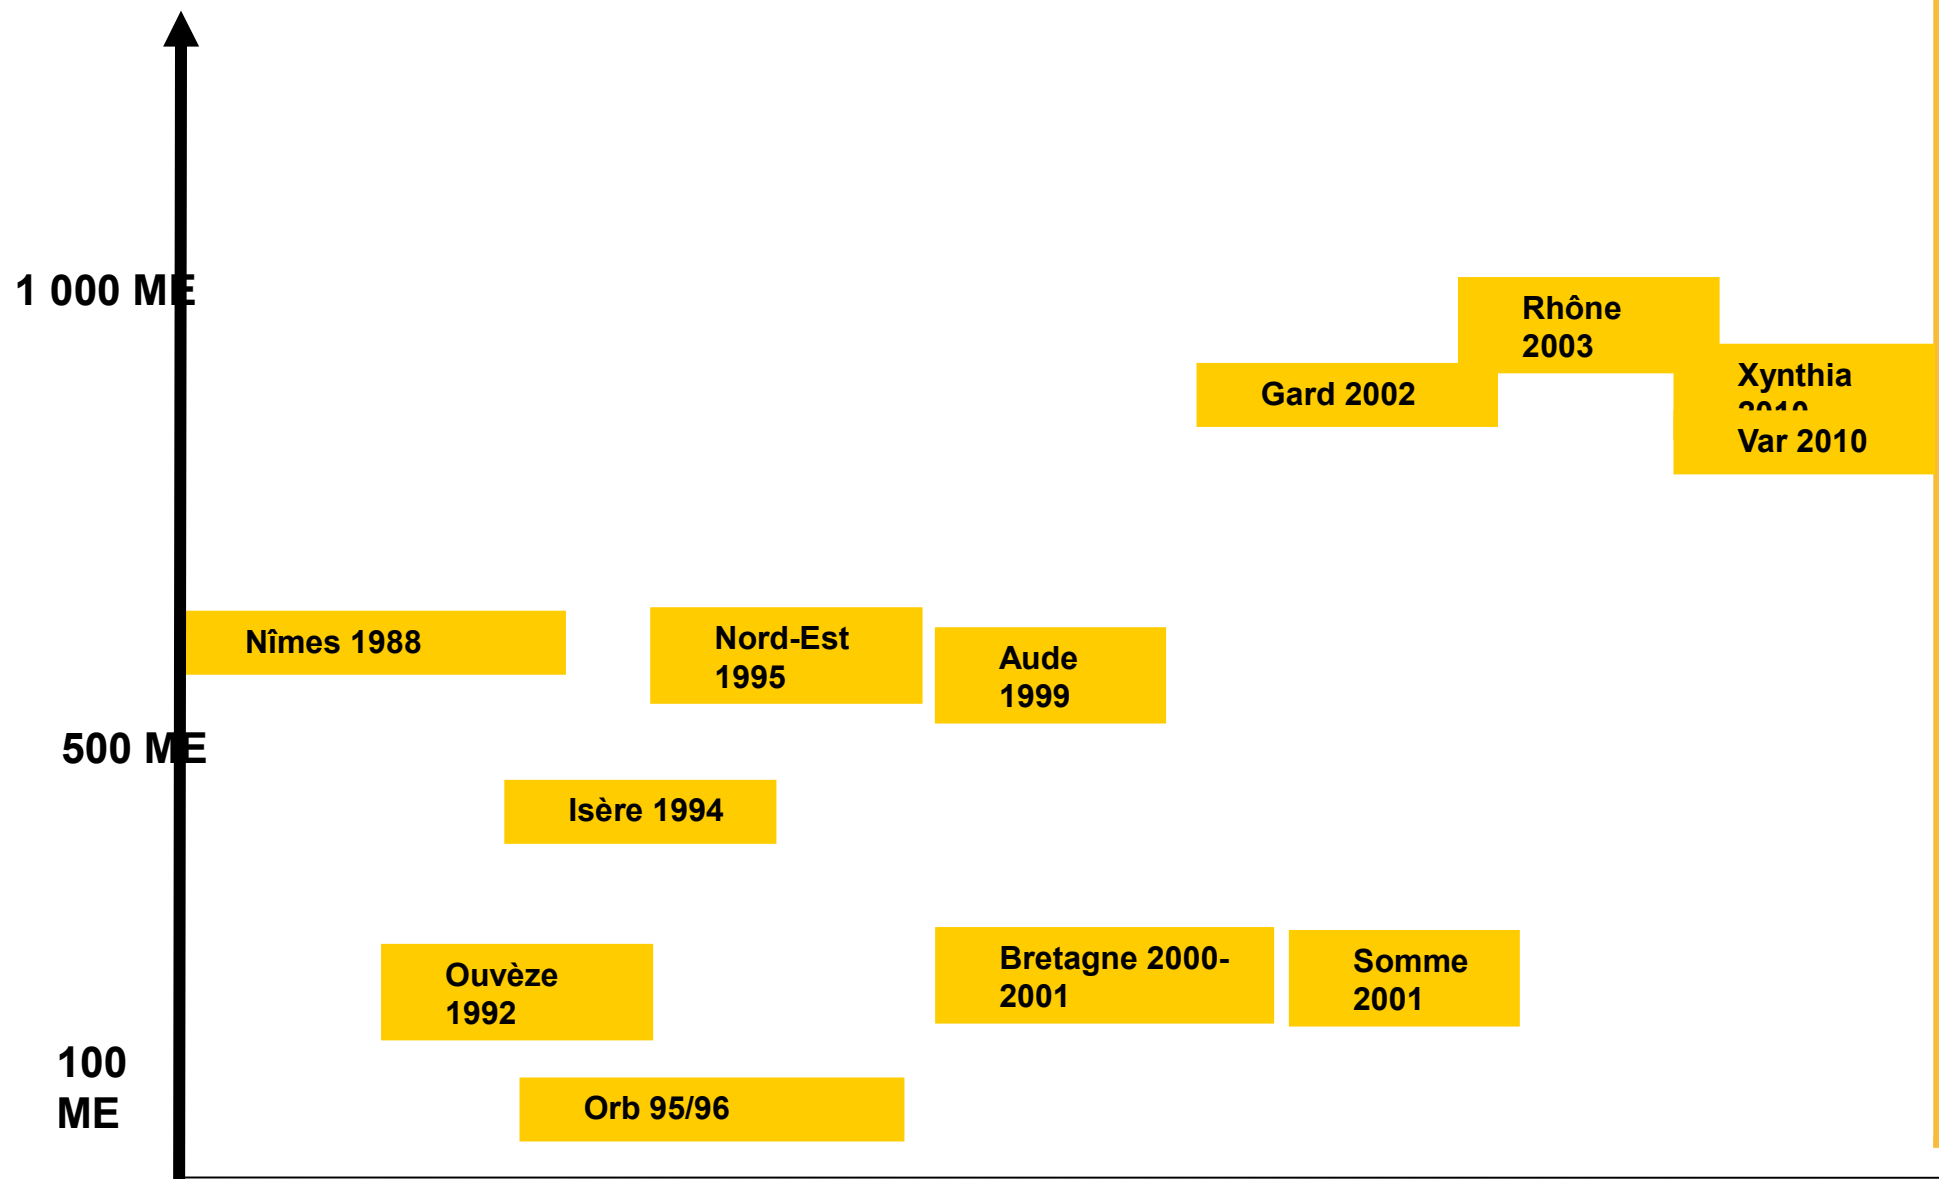 1 000 ME
Rhône
2003
Xynthia
2010
Gard 2002
Var 2010
Nîmes 1988
Nord-Est
1995
Aude
1999
500 ME
Isère 1994
Bretagne 2000-
2001
Somme
2001
Ouvèze
1992
100
ME
Orb 95/96